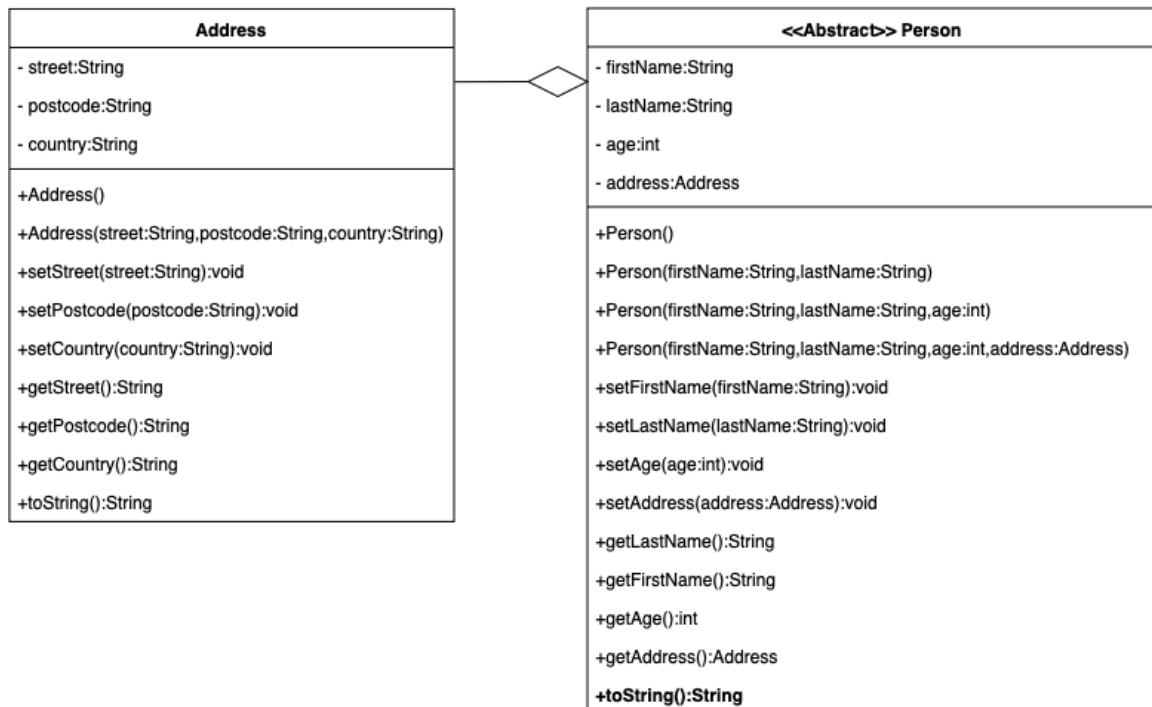 Address
- street:String
- postcode:String
- country:String
+Address()
+Address(street:String,postcode:String,country:String)
+setStreet(street:String):void
+setPostcode(postcode:String):void
+setCountry(country:String):void
+getStreet():String
+getPostcode():String
+getCountry():String
+toString():String
<<Abstract>> Person
- firstName:String
- lastName:String
- age:int
- address:Address
+Person()
+Person(firstName:String,lastName:String)
+Person(firstName:String,lastName:String,age:int)
+Person(firstName:String,lastName:String,age:int,address:Address)
+setFirstName(firstName:String):void
+setLastName(lastName:String):void
+setAge(age:int):void
+setAddress(address:Address):void
+getLastName():String
+getFirstName():String
+getAge():int
+getAddress():Address
+toString():String